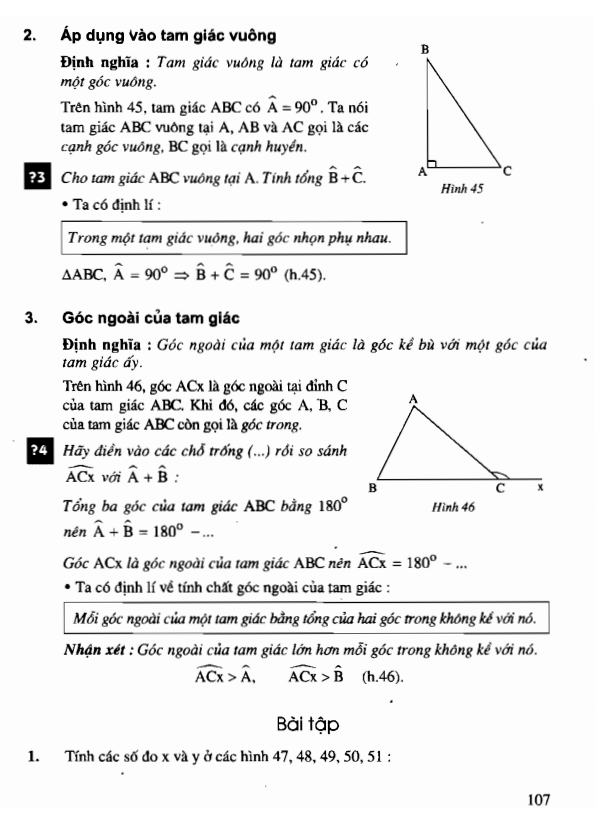 2. Áp dụng vào tam giác vuông
Định nghĩa : Tam giác vuông là tam giác có
một góc vuông.
Trên hình 45, tam giác ABC có Â = 90⁰. Ta nói
tam giác ABC vuông tại A, AB và AC gọi là các
cạnh góc vuông, BC gọi là cạnh huyền.
B
A
C
Hình 45
?3 Cho tam giác ABC vuông tại A. Tính tổng B̂ + Ĉ.
• Ta có định lí :
Trong một tam giác vuông, hai góc nhọn phụ nhau.
ΔABC, Â = 90⁰ ⇒ B̂ + Ĉ = 90⁰ (h.45).
3. Góc ngoài của tam giác
Định nghĩa : Góc ngoài của một tam giác là góc kề bù với một góc của
tam giác ấy.
Trên hình 46, góc ACx là góc ngoài tại đỉnh C
của tam giác ABC. Khi đó, các góc A, B, C
của tam giác ABC còn gọi là góc trong.
?4 Hãy điền vào các chỗ trống (...) rồi so sánh
A͡Cx với Â + B̂ :
A
B
C
x
Hình 46
Tổng ba góc của tam giác ABC bằng 180⁰
nên Â + B̂ = 180⁰ – ...
Góc ACx là góc ngoài của tam giác ABC nên A͡Cx = 180⁰ – ...
• Ta có định lí về tính chất góc ngoài của tam giác :
Mỗi góc ngoài của một tam giác bằng tổng của hai góc trong không kề với nó.
Nhận xét : Góc ngoài của tam giác lớn hơn mỗi góc trong không kề với nó.
A͡Cx > Â, A͡Cx > B̂ (h.46).
Bài tập
1. Tính các số đo x và y ở các hình 47, 48, 49, 50, 51 :
107